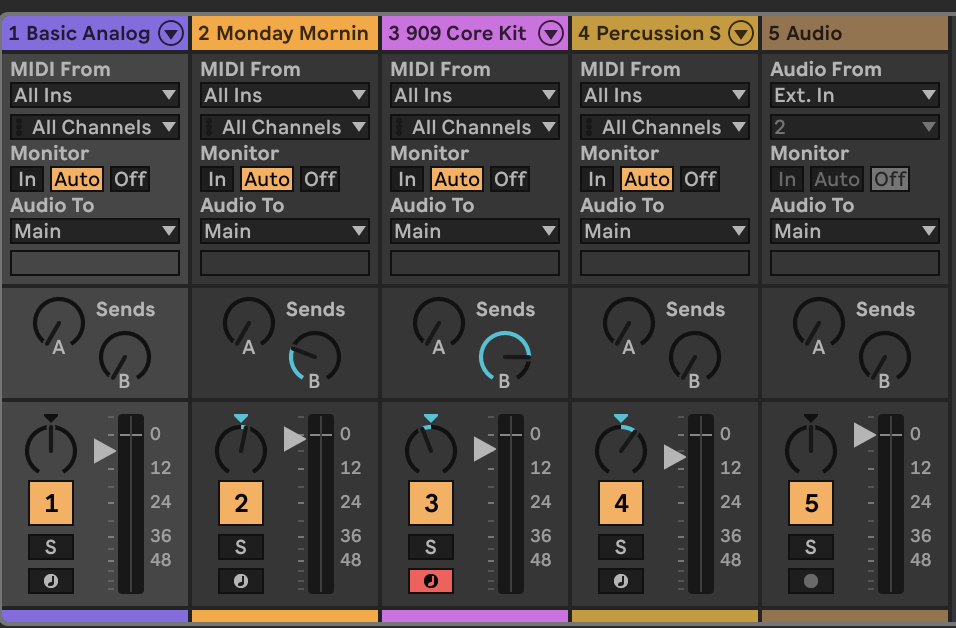 1 Basic Analog
2 Monday Mornin
3 909 Core Kit
4 Percussion S
5 Audio
MIDI From
MIDI From
MIDI From
MIDI From
Audio From
All Ins
All Ins
All Ins
All Ins
Ext. In
All Channels
All Channels
All Channels
All Channels
2
Monitor
Monitor
Monitor
Monitor
Monitor
In Auto Off
In Auto Off
In Auto Off
In Auto Off
In Auto Off
Audio To
Audio To
Audio To
Audio To
Audio To
Main
Main
Main
Main
Main
Sends
Sends
Sends
Sends
Sends
A
A
A
A
A
B
B
B
B
B
0
0
0
0
0
12
12
12
12
12
1
24
2
24
3
24
4
24
5
24
36
36
36
36
36
S
S
S
S
S
48
48
48
48
48